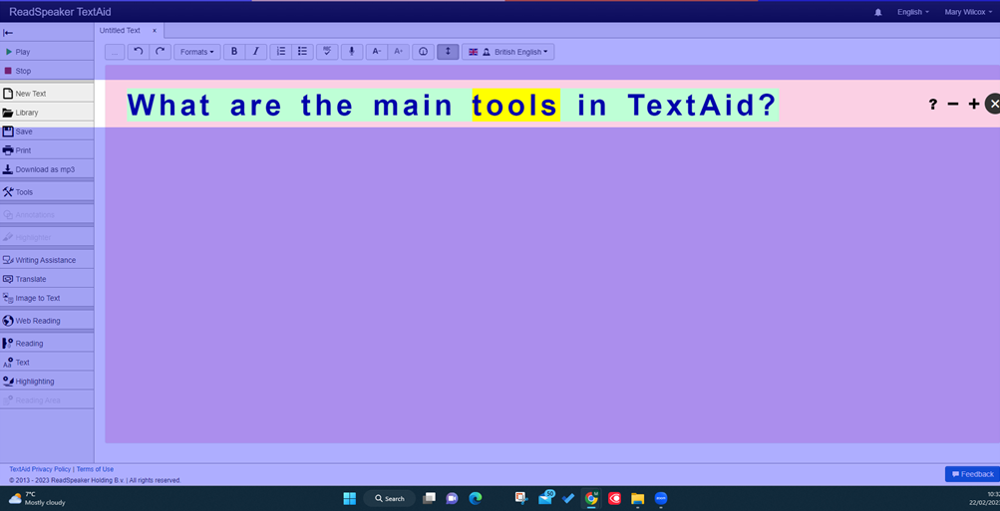 ReadSpeaker TextAid
English
Mary Wilcox
Untitled Text x
Play
Stop
New Text
Library
Save
Print
Download as mp3
Tools
Annotations
Highlighter
Writing Assistance
Translate
Image to Text
Web Reading
Reading
Text
Highlighting
Reading Area
... Formats B I A- A+ British English
What are the main tools in TextAid? ? − + ×
TextAid Privacy Policy | Terms of Use
© 2013 - 2023 ReadSpeaker Holding B.v. | All rights reserved.
Feedback
7°C
Mostly cloudy
Search
22/02/202